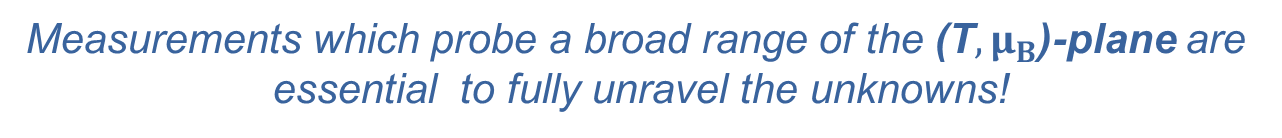 Measurements which probe a broad range of the (T, μB)-plane are
essential to fully unravel the unknowns!